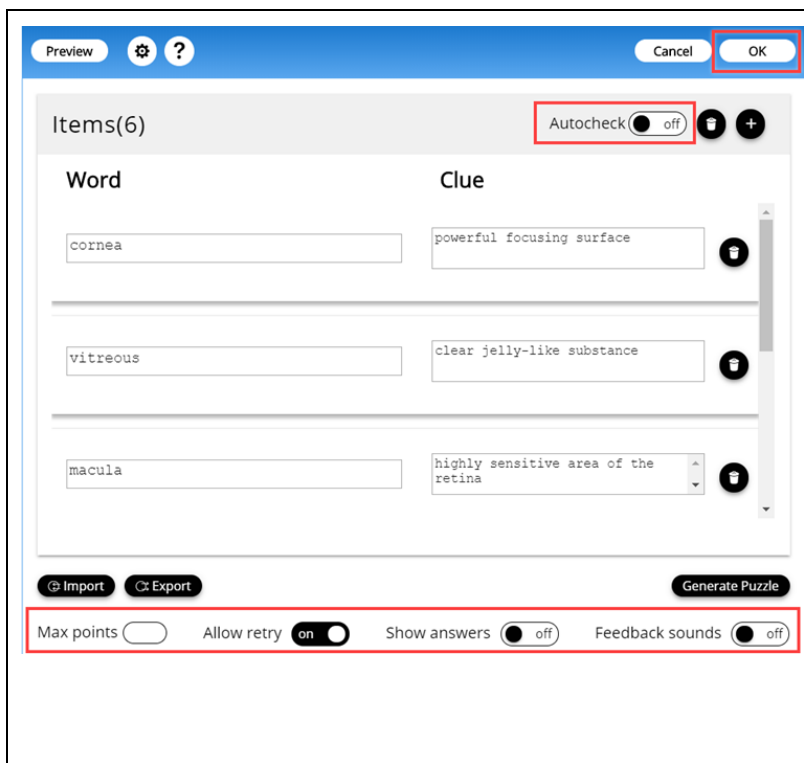 Preview ? Cancel OK
Items(6) Autocheck off +
Word Clue
cornea powerful focusing surface
vitreous clear jelly-like substance
macula highly sensitive area of the
retina
Import Export Generate Puzzle
Max points Allow retry on Show answers off Feedback sounds off